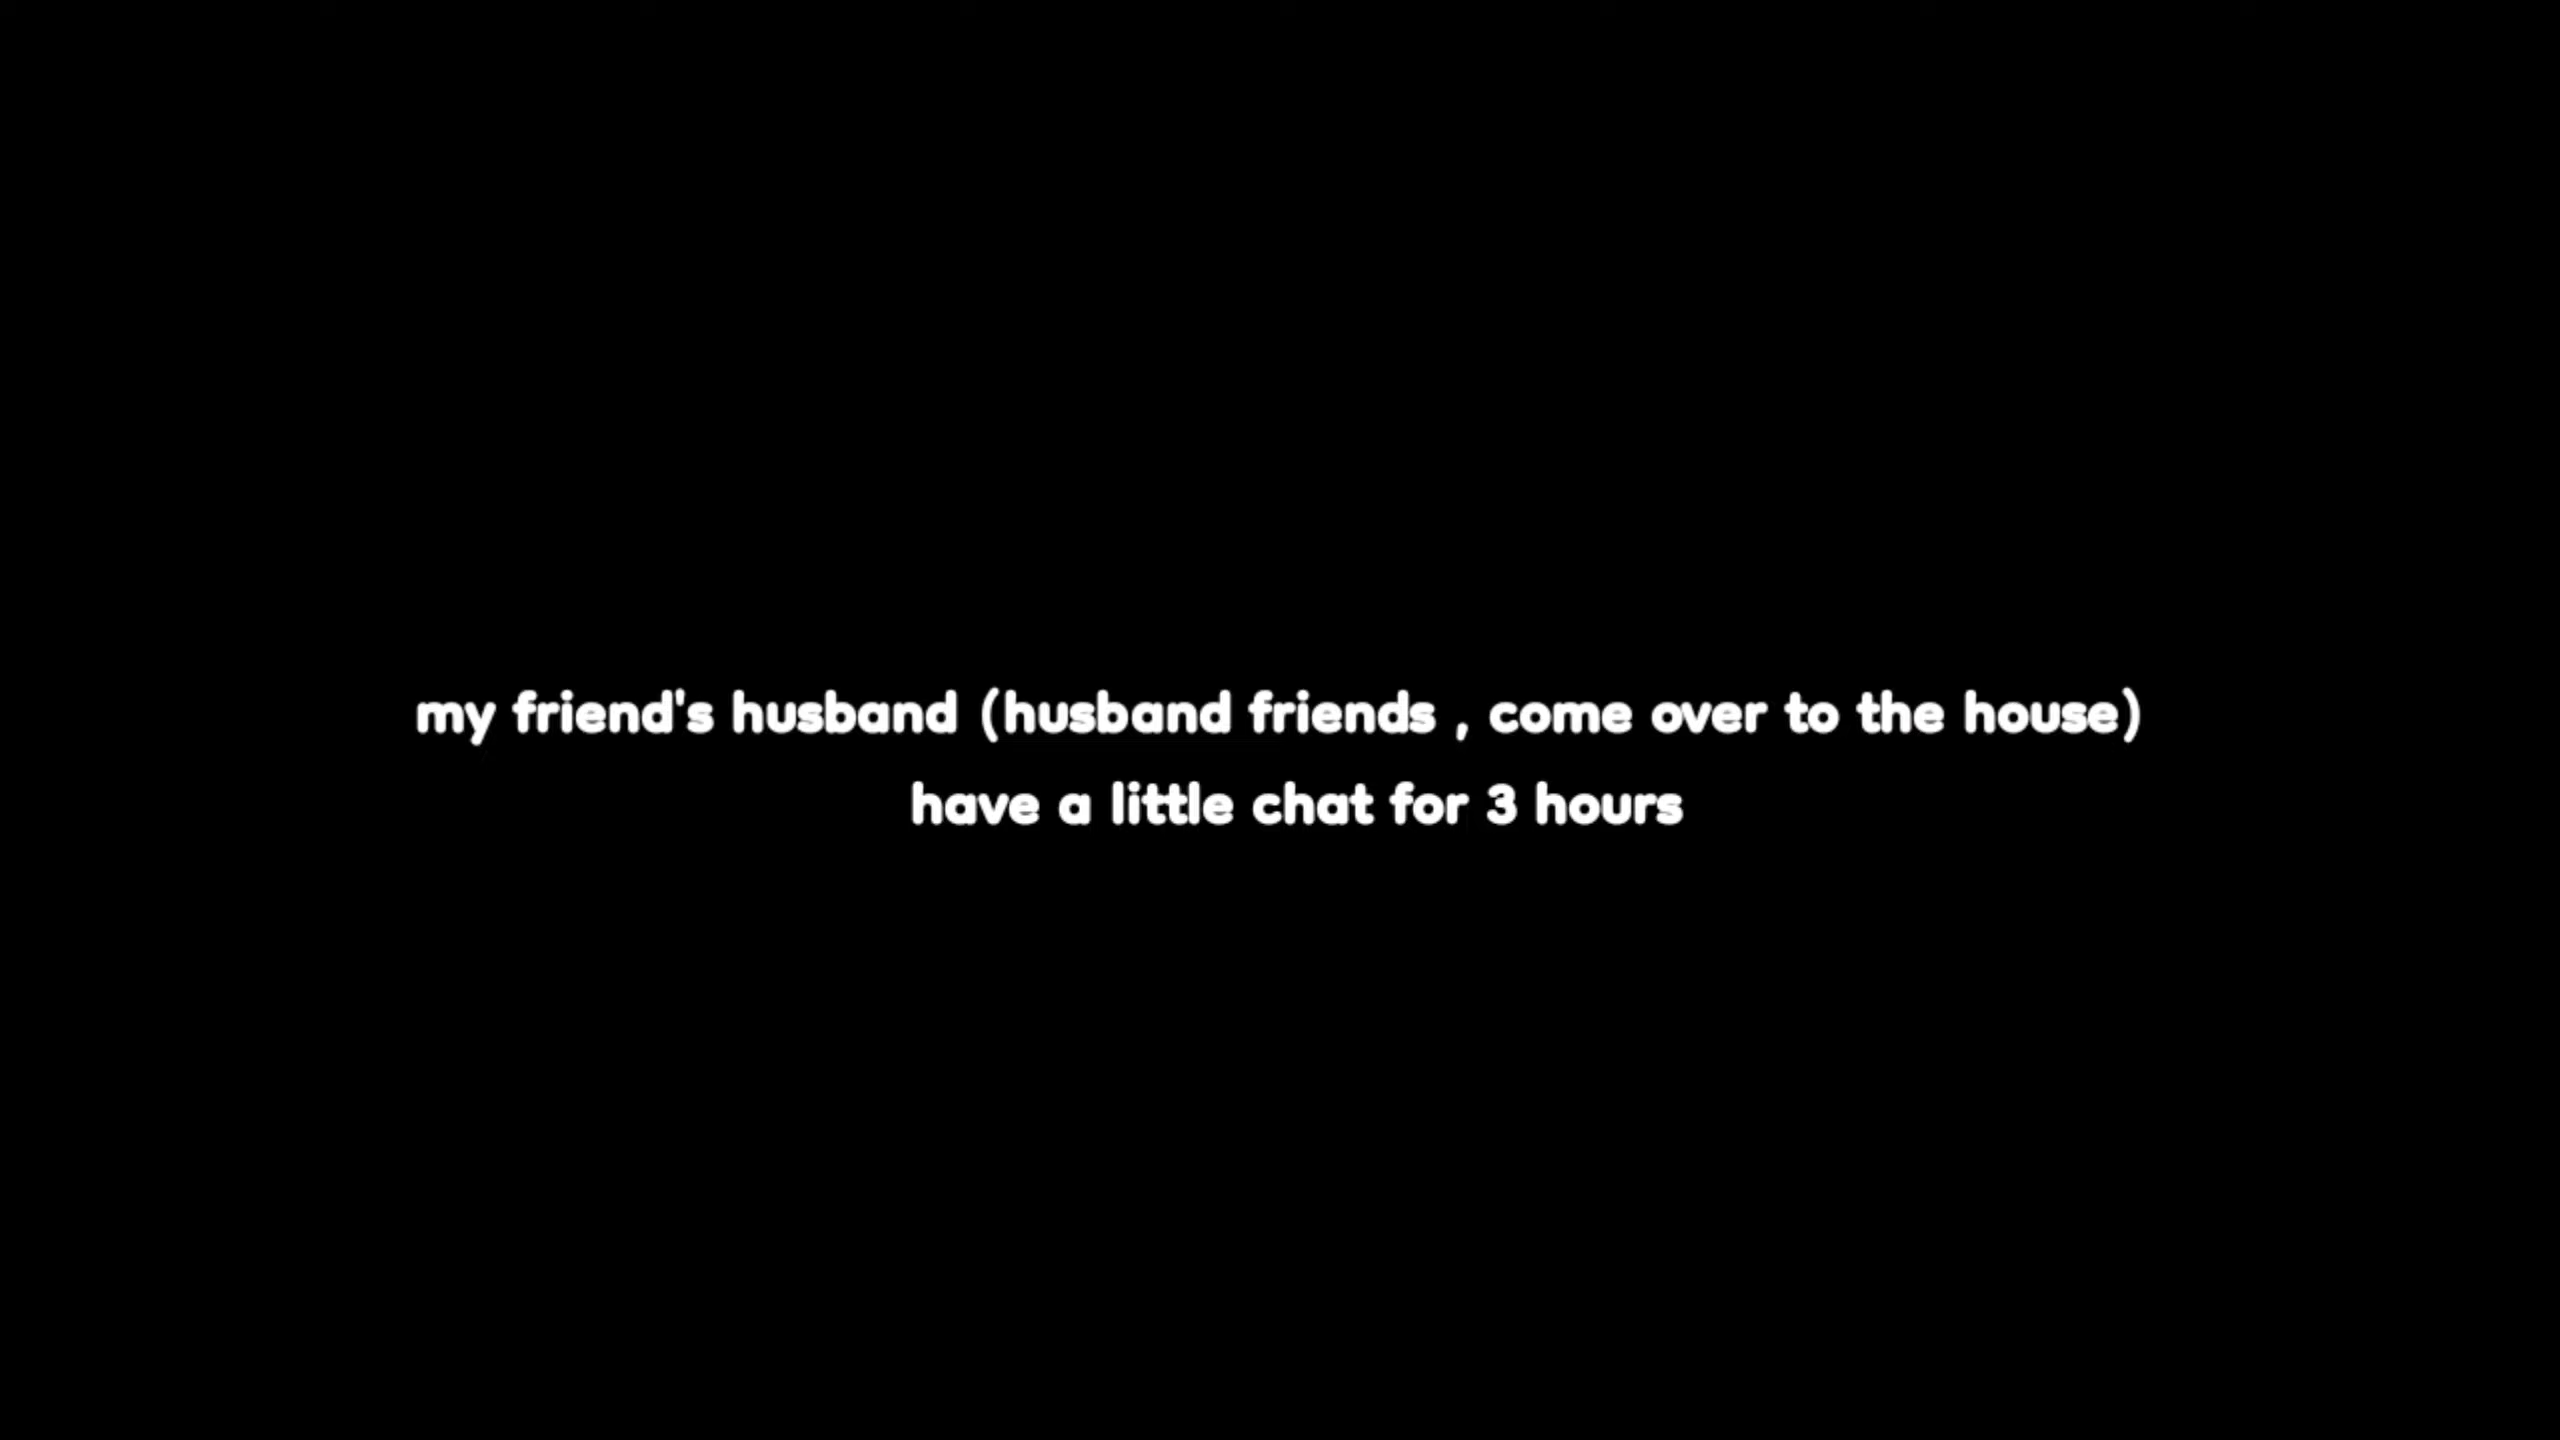 my friend's husband (husband friends , come over to the house)
have a little chat for 3 hours